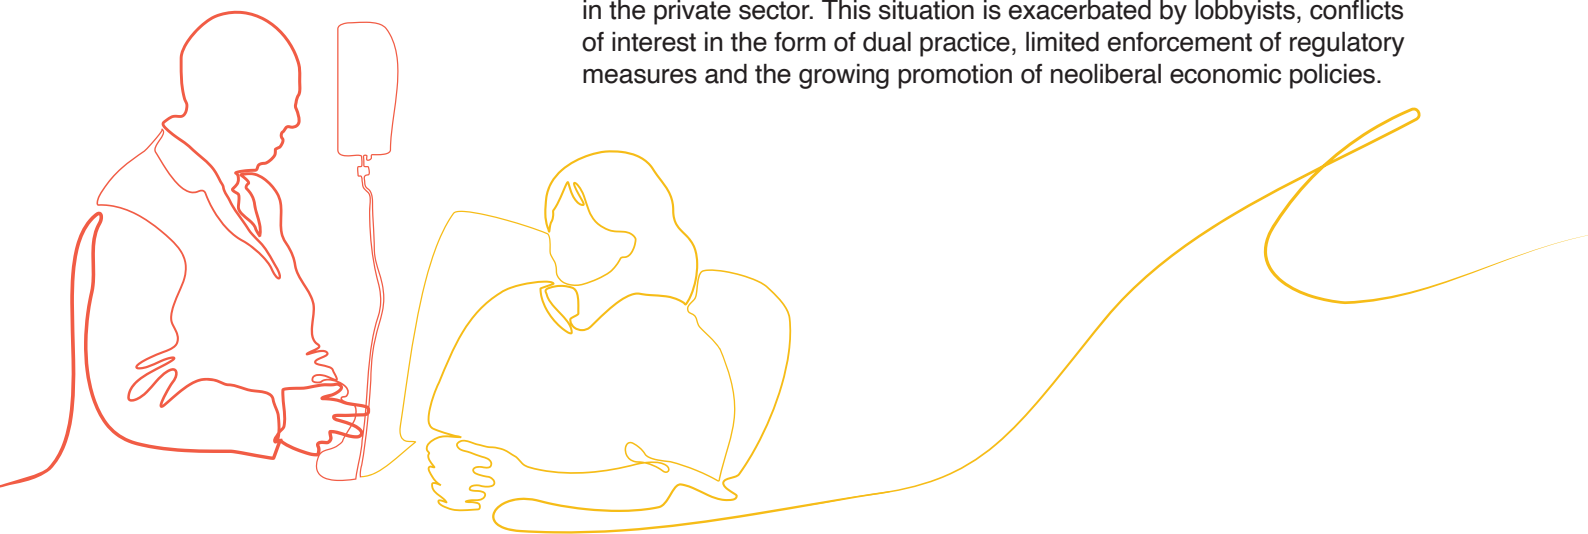 in the private sector. This situation is exacerbated by lobbyists, conflicts
of interest in the form of dual practice, limited enforcement of regulatory
measures and the growing promotion of neoliberal economic policies.